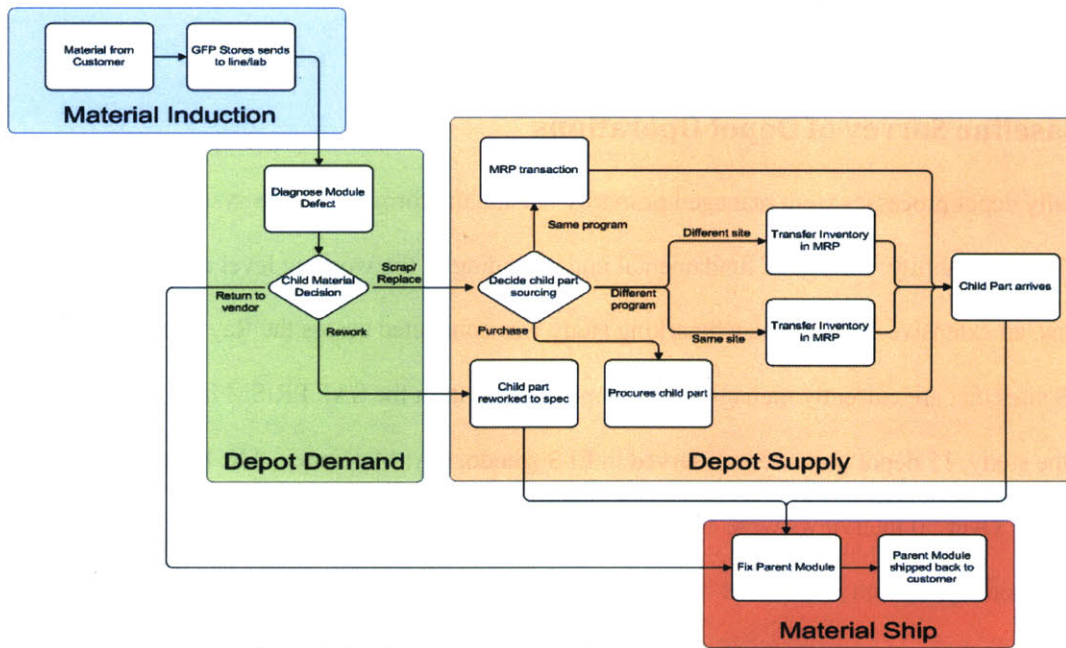 Material from
Customer
GFP Stores sends
to line/lab
Material Induction
Diagnose Module
Defect
Child Material
Decision
Return to
vendor
Scrap/
Replace
Rework
Depot Demand
MRP transaction
Same program
Decide child part
sourcing
Different site
Different
program
Same site
Purchase
Transfer Inventory
in MRP
Transfer Inventory
in MRP
Child Part arrives
Child part
reworked to spec
Procures child part
Depot Supply
Fix Parent Module
Parent Module
shipped back to
customer
Material Ship